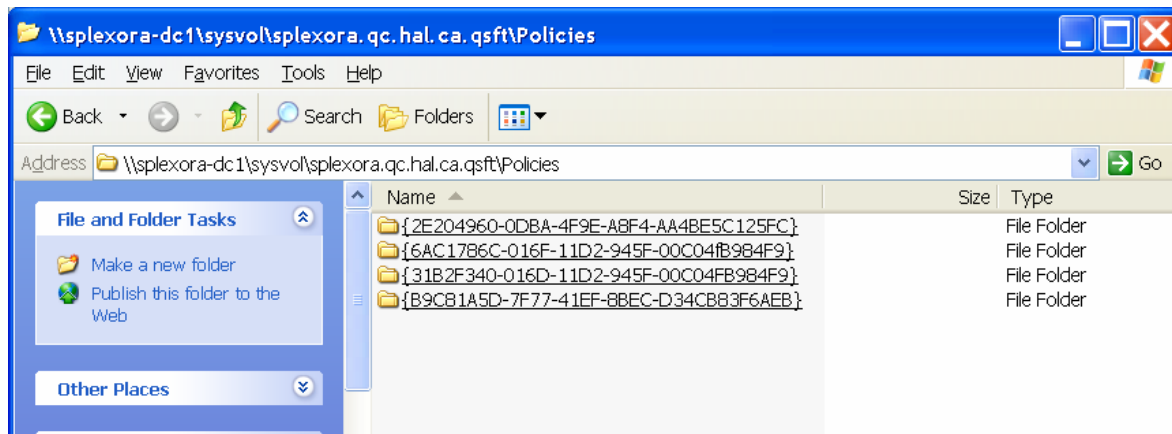 \\splexora-dc1\sysvol\splexora.qc.hal.ca.qsft\Policies
File Edit View Favorites Tools Help
Back Search Folders
Address \\splexora-dc1\sysvol\splexora.qc.hal.ca.qsft\Policies Go
Name Size Type
File and Folder Tasks
Make a new folder
Publish this folder to the
Web
Other Places
{2E204960-0DBA-4F9E-A8F4-AA4BE5C125FC} File Folder
{6AC1786C-016F-11D2-945F-00C04fB984F9} File Folder
{31B2F340-016D-11D2-945F-00C04FB984F9} File Folder
{B9C81A5D-7F77-41EF-8BEC-D34CB83F6AEB} File Folder